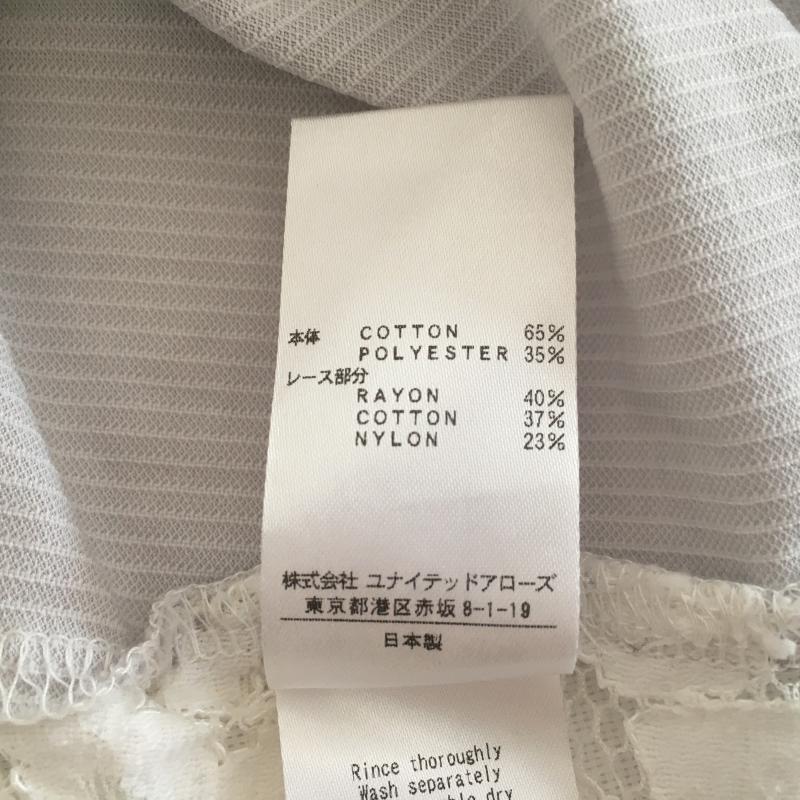 本体 COTTON 65%
POLYESTER 35%
レース部分
RAYON 40%
COTTON 37%
NYLON 23%
株式会社 ユナイテッドアローズ
東京都港区赤坂 8-1-19
日本製
Rince thoroughly
Wash separately
dry